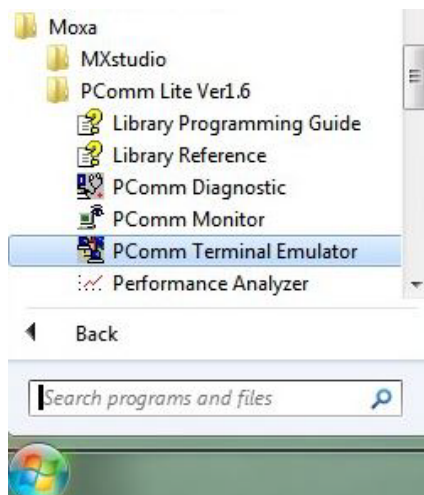 Moxa
MXstudio
PComm Lite Ver1.6
Library Programming Guide
Library Reference
PComm Diagnostic
PComm Monitor
PComm Terminal Emulator
Performance Analyzer
Back
Search programs and files